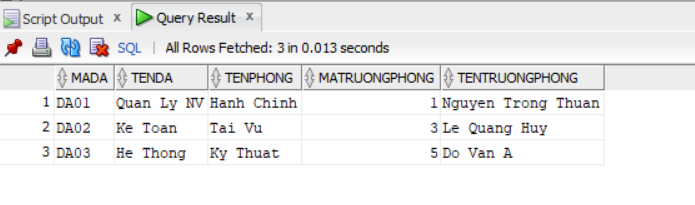 Script Output x Query Result x
SQL | All Rows Fetched: 3 in 0.013 seconds
MADA TENDA TENPHONG MATRUONGPHONG TENTRUONGPHONG
1 DA01 Quan Ly NV Hanh Chinh 1 Nguyen Trong Thuan
2 DA02 Ke Toan Tai Vu 3 Le Quang Huy
3 DA03 He Thong Ky Thuat 5 Do Van A